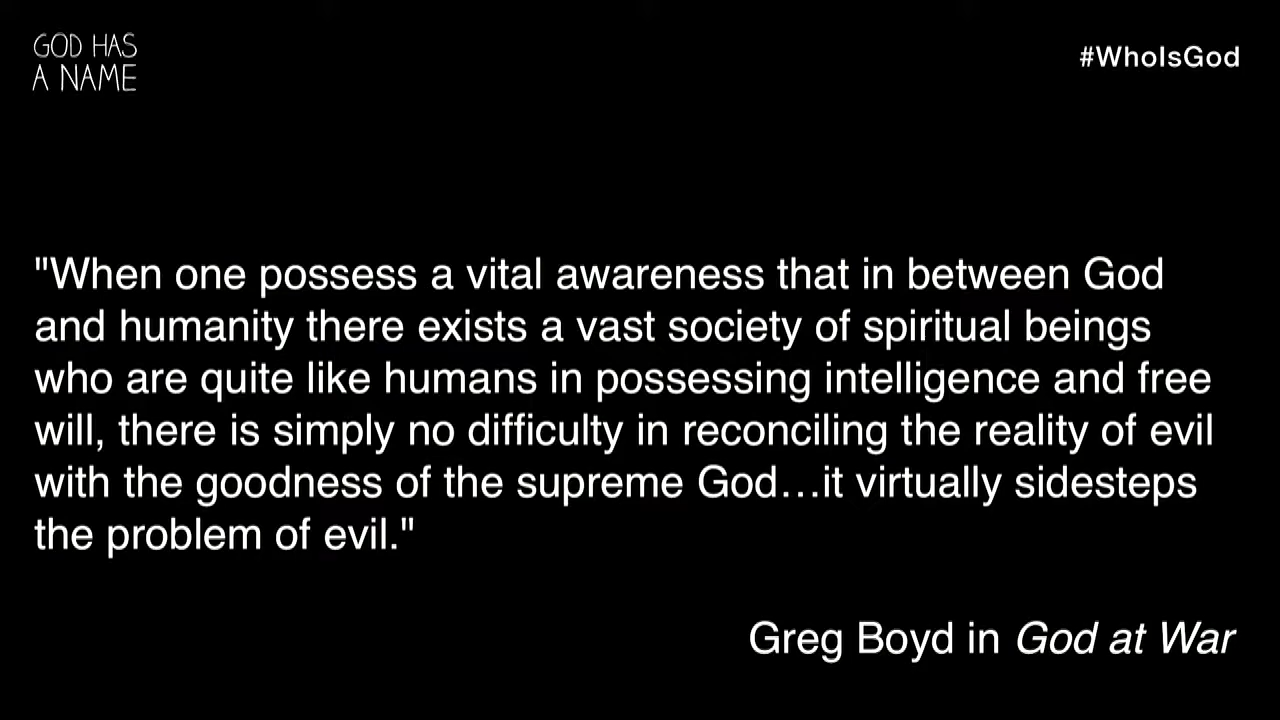 GOD HAS
A NAME
#WhoIsGod
"When one possess a vital awareness that in between God
and humanity there exists a vast society of spiritual beings
who are quite like humans in possessing intelligence and free
will, there is simply no difficulty in reconciling the reality of evil
with the goodness of the supreme God…it virtually sidesteps
the problem of evil."
Greg Boyd in God at War